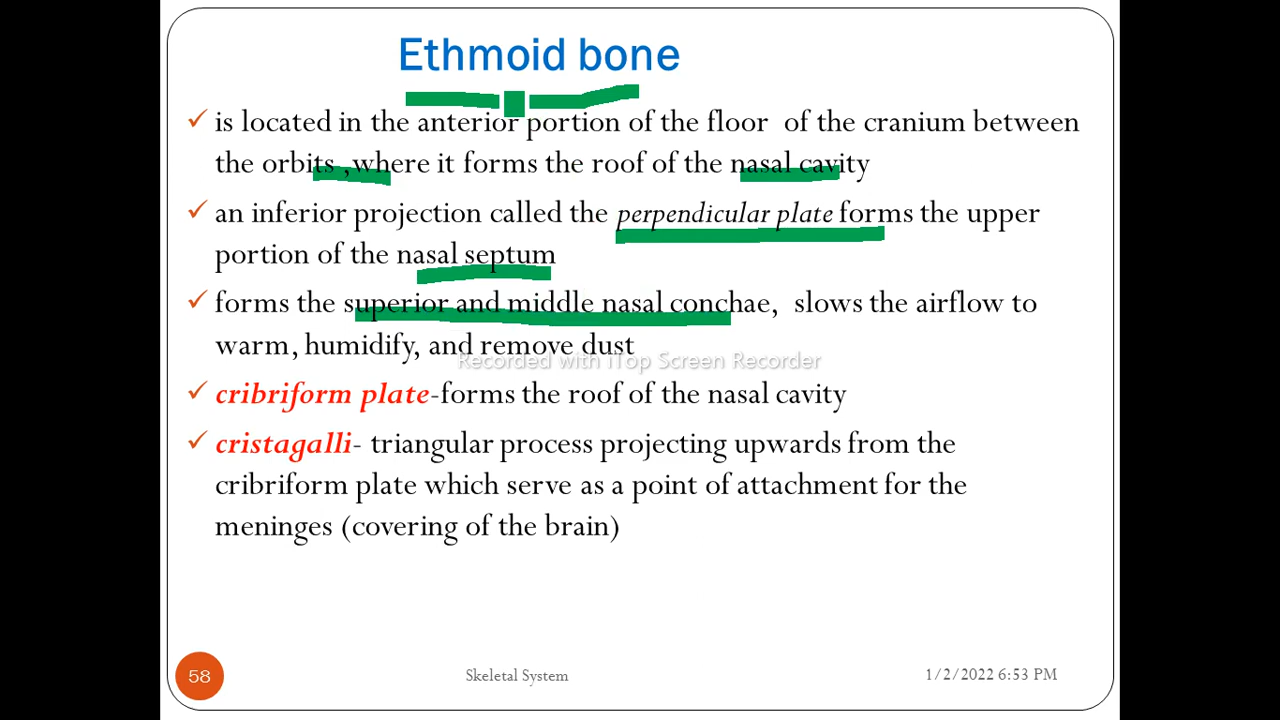 Ethmoid bone
✓ is located in the anterior portion of the floor of the cranium between
the orbits ,where it forms the roof of the nasal cavity
✓ an inferior projection called the perpendicular plate forms the upper
portion of the nasal septum
✓ forms the superior and middle nasal conchae, slows the airflow to
warm, humidify, and remove dust
Recorded with iTop Screen Recorder
✓ cribriform plate-forms the roof of the nasal cavity
✓ cristagalli- triangular process projecting upwards from the
cribriform plate which serve as a point of attachment for the
meninges (covering of the brain)
58
Skeletal System
1/2/2022 6:53 PM